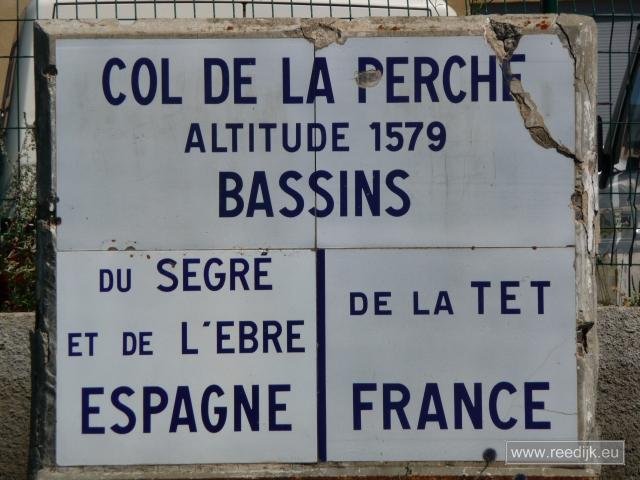 COL DE LA PERCHE
ALTITUDE 1579
BASSINS
DU SEGRÉ
ET DE L'EBRE
ESPAGNE
DE LA TET
FRANCE
www.reedijk.eu